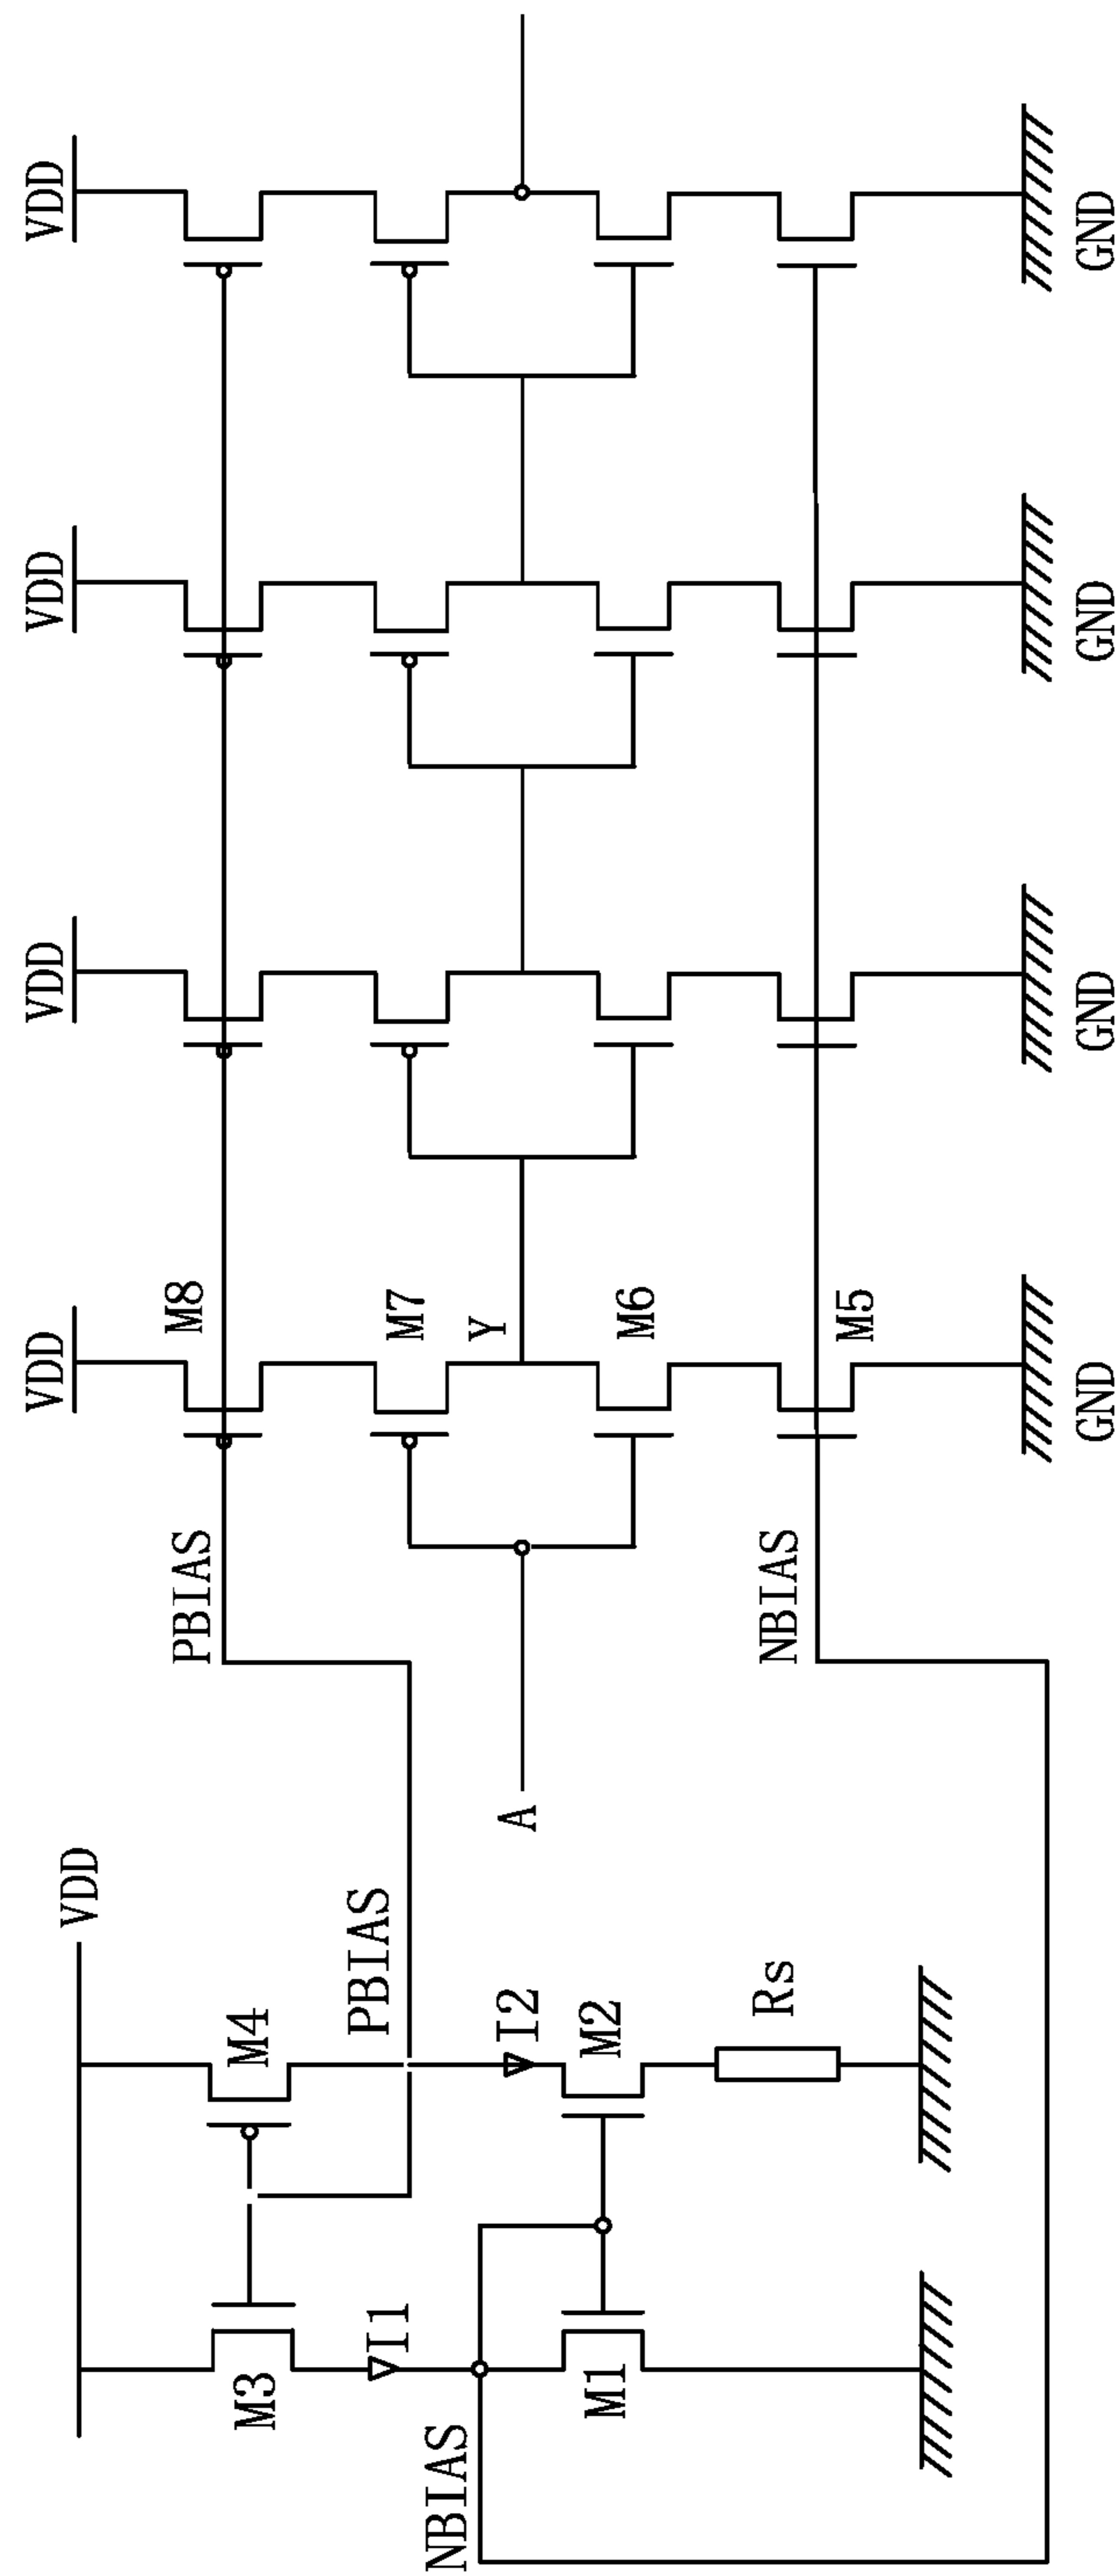 VDD
VDD
VDD
VDD
VDD
M3
M4
PBIAS
PBIAS
M8
I1
I2
M7
NBIAS
A
Y
M1
M2
M6
Rs
NBIAS
M5
GND
GND
GND
GND